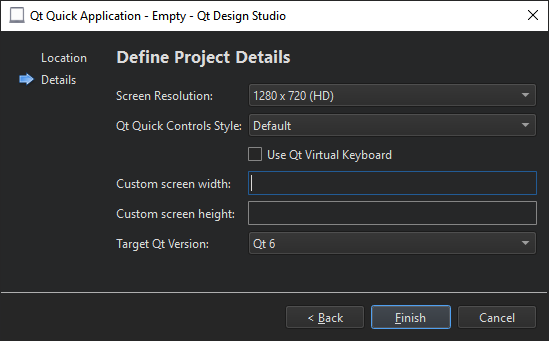 Qt Quick Application - Empty - Qt Design Studio
Location
Details
Define Project Details
Screen Resolution: 1280 x 720 (HD)
Qt Quick Controls Style: Default
Use Qt Virtual Keyboard
Custom screen width:
Custom screen height:
Target Qt Version: Qt 6
< Back Finish Cancel